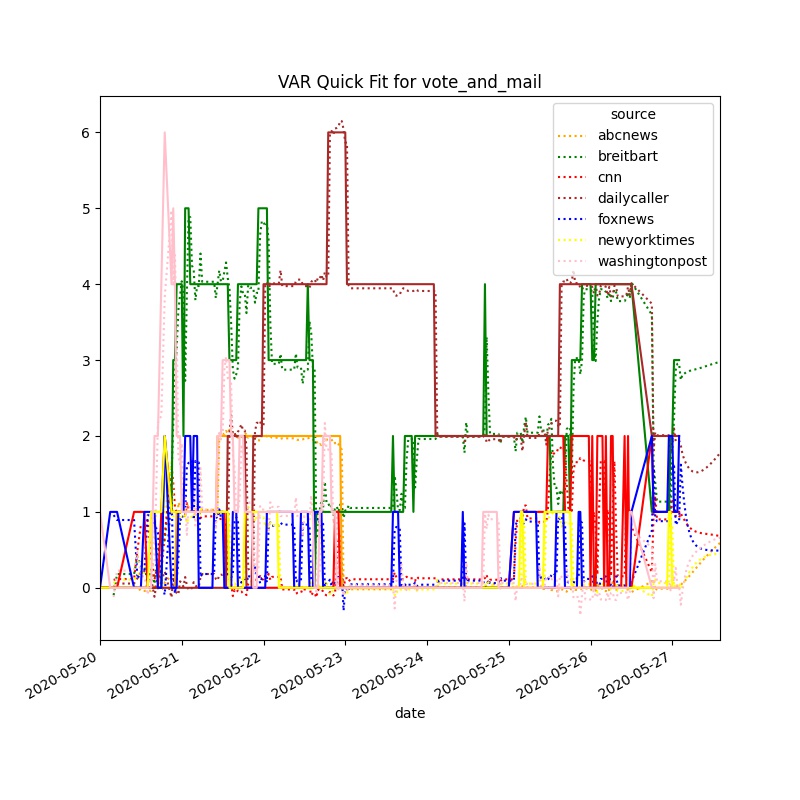 VAR Quick Fit for vote_and_mail
source
abcnews
breitbart
cnn
dailycaller
foxnews
newyorktimes
washingtonpost
6
5
4
3
2
1
0
2020-05-20
2020-05-21
2020-05-22
2020-05-23
2020-05-24
2020-05-25
2020-05-26
2020-05-27
date